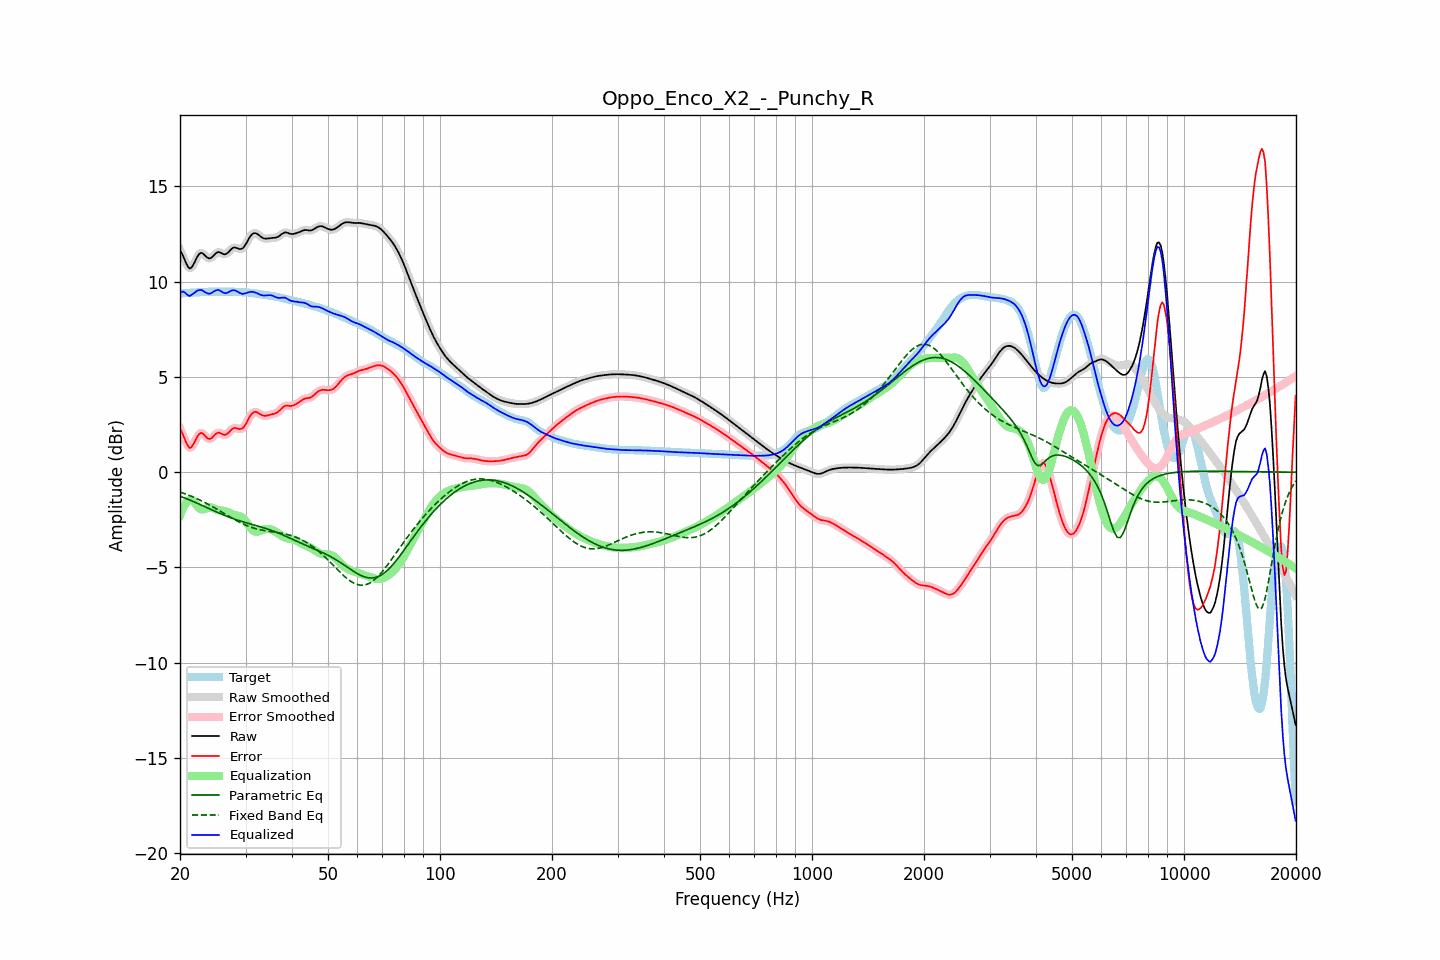 Oppo_Enco_X2_-_Punchy_R
Amplitude (dBr)
15
10
5
0
−5
−10
−15
−20
Target
Raw Smoothed
Error Smoothed
Raw
Error
Equalization
Parametric Eq
Fixed Band Eq
Equalized
20 50 100 200 500 1000 2000 5000 10000 20000
Frequency (Hz)